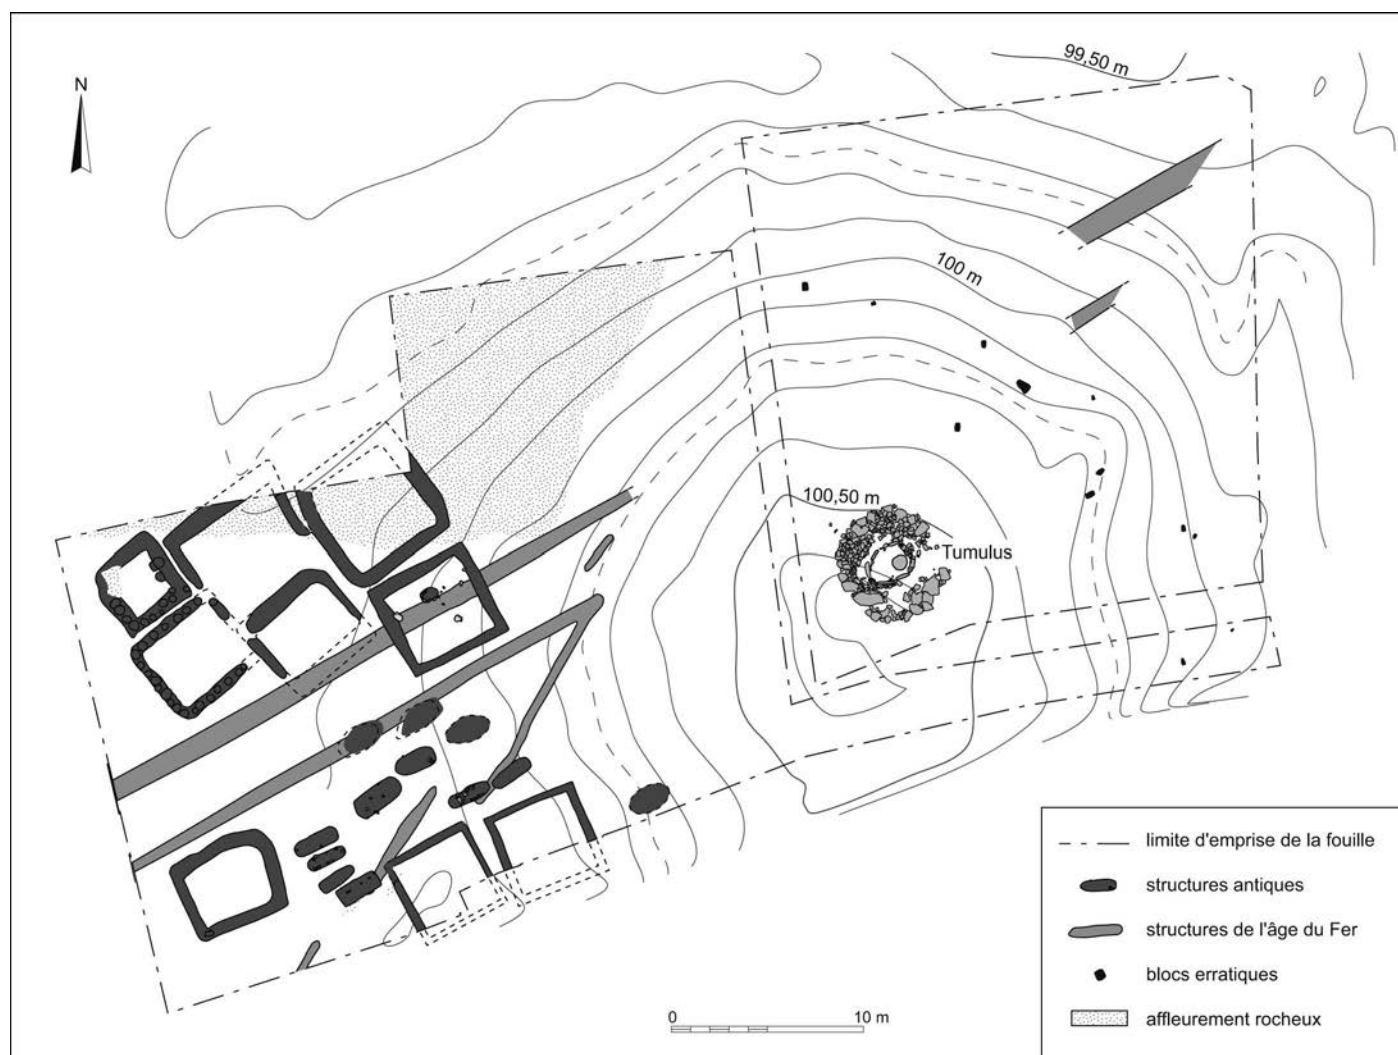 N
99,50 m
100 m
100,50 m
Tumulus
limite d'emprise de la fouille
structures antiques
structures de l'âge du Fer
blocs erratiques
affleurement rocheux
0 10 m